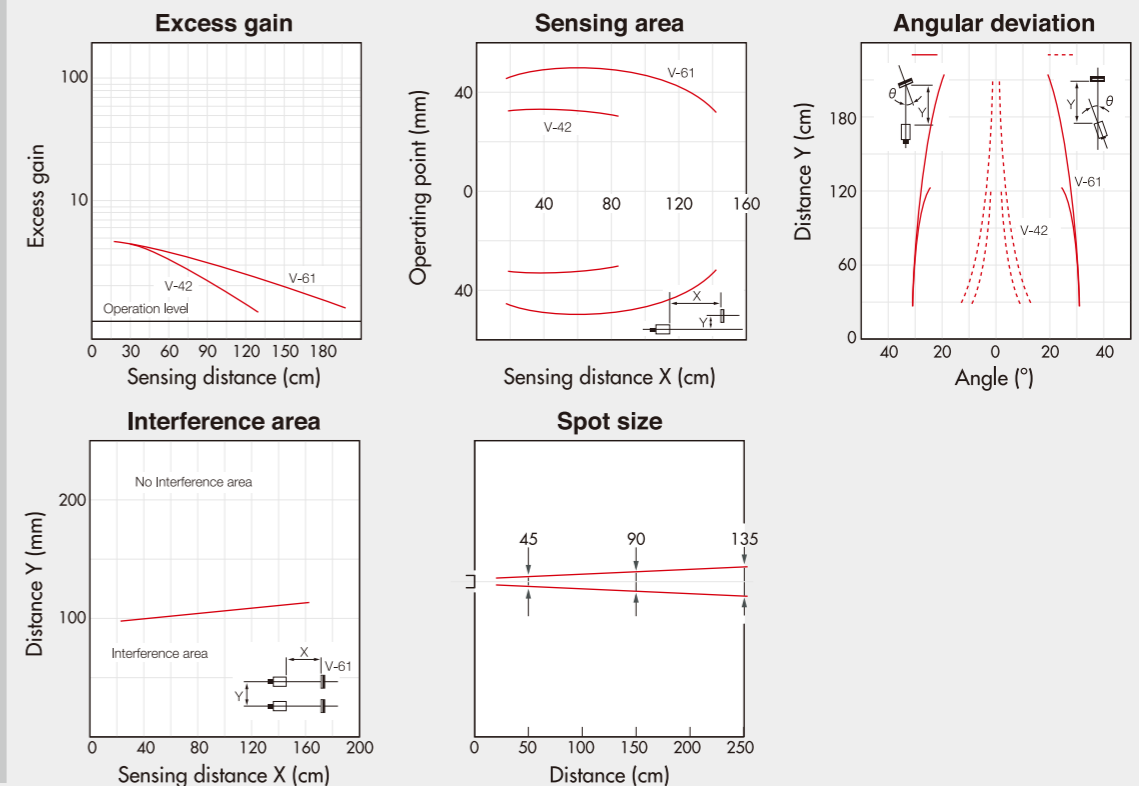 Excess gain
Excess gain
100
10
V-42
V-61
Operation level
0 30 60 90 120 150 180
Sensing distance (cm)
Sensing area
Operating point (mm)
40
V-61
V-42
0
40 80 120 160
40
X
Y
Sensing distance X (cm)
Angular deviation
Distance Y (cm)
θ
Y
Y
θ
180
V-61
120
V-42
60
0
40 20 0 20 40
Angle (°)
Interference area
Distance Y (mm)
No Interference area
200
100
Interference area
X
V-61
Y
0 40 80 120 160 200
Sensing distance X (cm)
Spot size
45 90 135
0 50 100 150 200 250
Distance (cm)